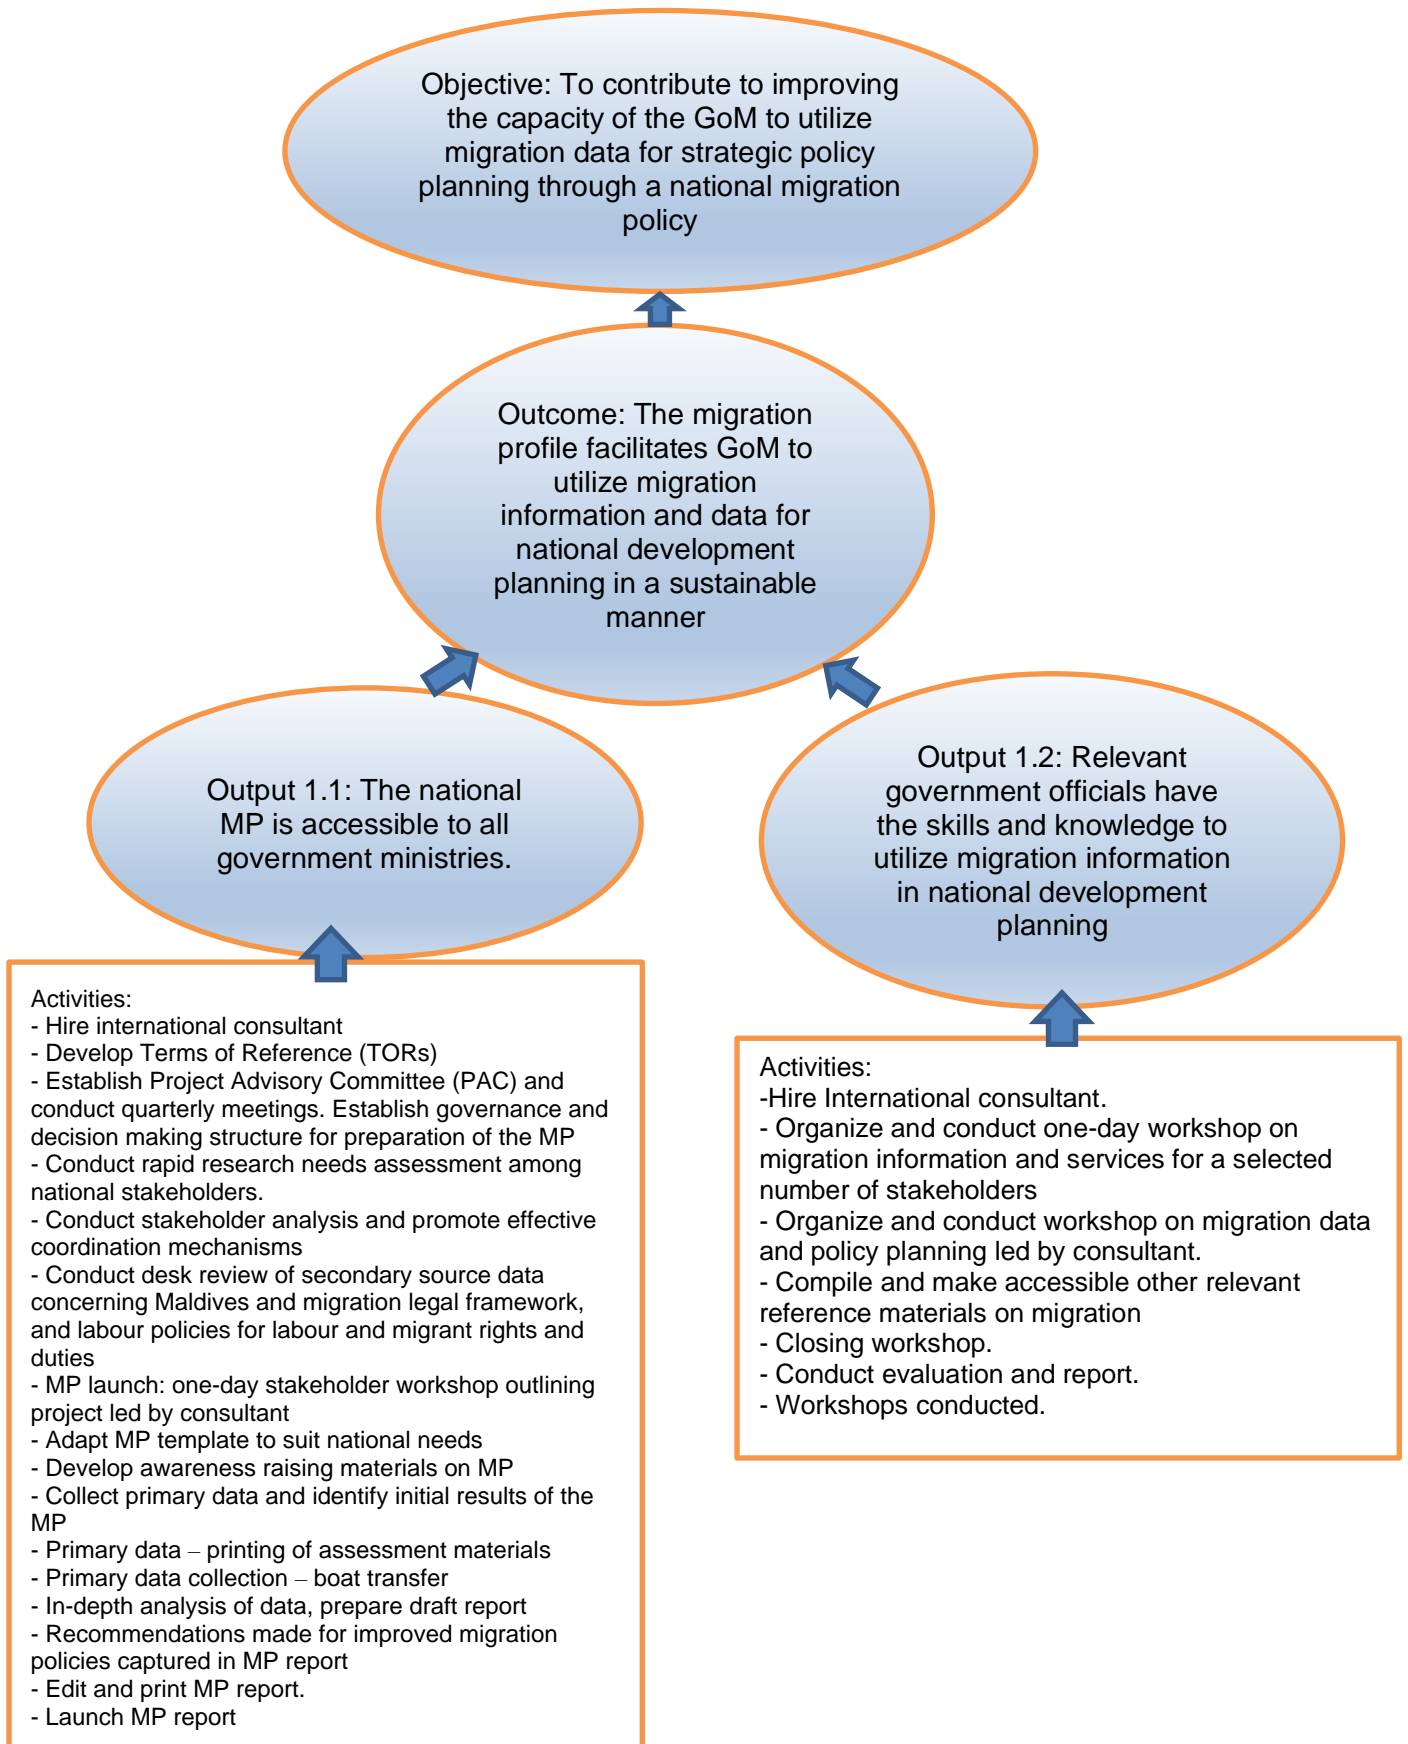 Objective: To contribute to improving
the capacity of the GoM to utilize
migration data for strategic policy
planning through a national migration
policy
Outcome: The migration
profile facilitates GoM to
utilize migration
information and data for
national development
planning in a sustainable
manner
Output 1.1: The national
MP is accessible to all
government ministries.
Output 1.2: Relevant
government officials have
the skills and knowledge to
utilize migration information
in national development
planning
Activities:
- Hire international consultant
- Develop Terms of Reference (TORs)
- Establish Project Advisory Committee (PAC) and
conduct quarterly meetings. Establish governance and
decision making structure for preparation of the MP
- Conduct rapid research needs assessment among
national stakeholders.
- Conduct stakeholder analysis and promote effective
coordination mechanisms
- Conduct desk review of secondary source data
concerning Maldives and migration legal framework,
and labour policies for labour and migrant rights and
duties
- MP launch: one-day stakeholder workshop outlining
project led by consultant
- Adapt MP template to suit national needs
- Develop awareness raising materials on MP
- Collect primary data and identify initial results of the
MP
- Primary data – printing of assessment materials
- Primary data collection – boat transfer
- In-depth analysis of data, prepare draft report
- Recommendations made for improved migration
policies captured in MP report
- Edit and print MP report.
- Launch MP report
Activities:
-Hire International consultant.
- Organize and conduct one-day workshop on
migration information and services for a selected
number of stakeholders
- Organize and conduct workshop on migration data
and policy planning led by consultant.
- Compile and make accessible other relevant
reference materials on migration
- Closing workshop.
- Conduct evaluation and report.
- Workshops conducted.